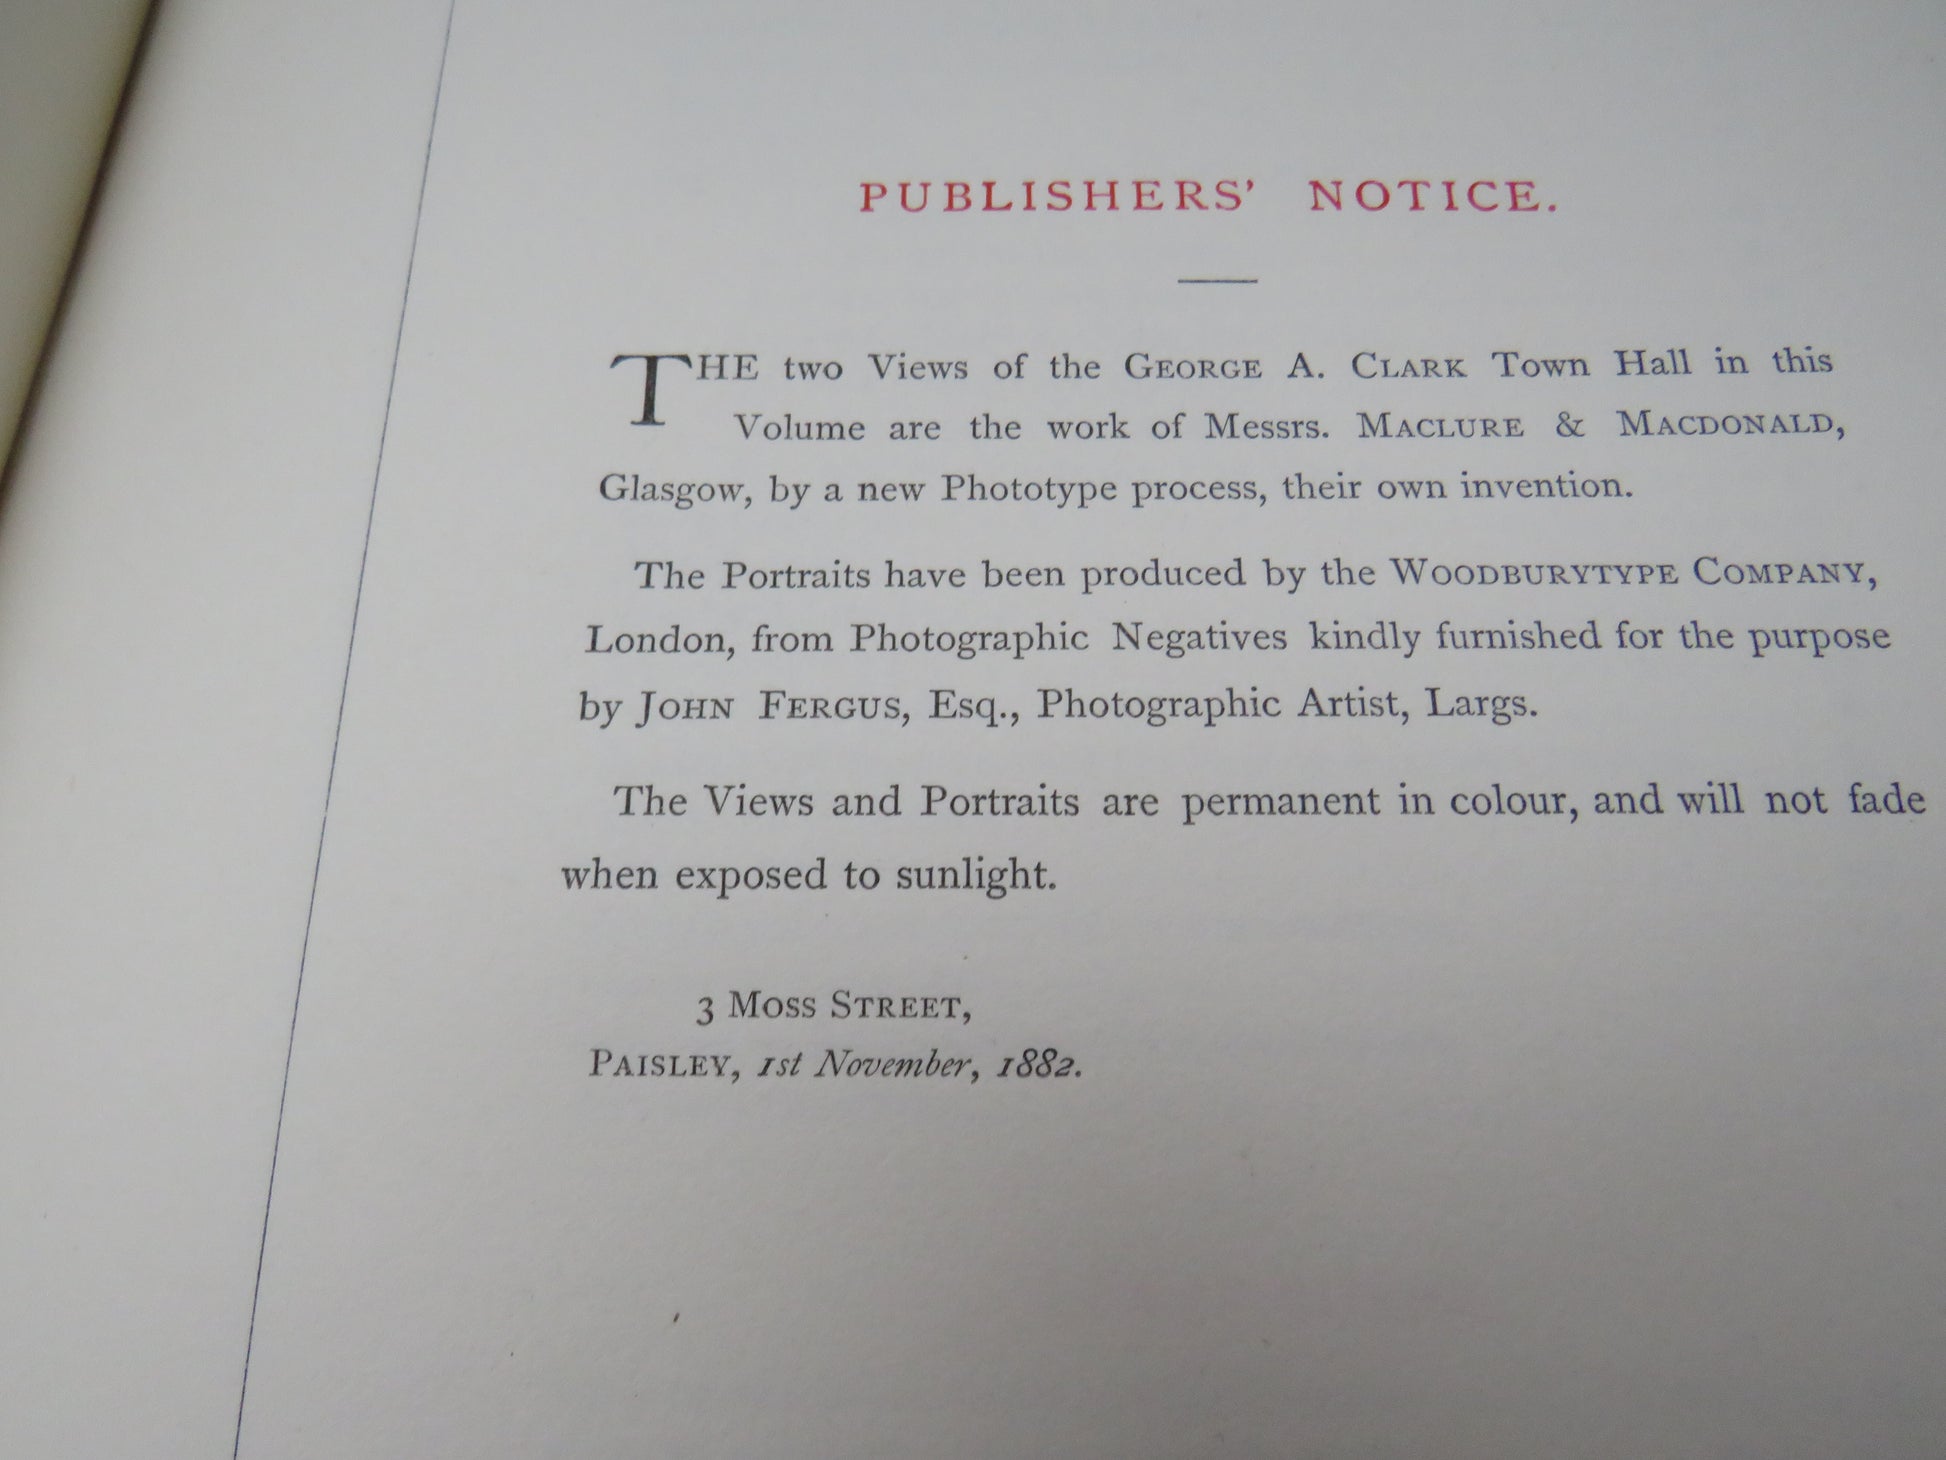 PUBLISHERS' NOTICE.
THE two Views of the GEORGE A. CLARK Town Hall in this
Volume are the work of Messrs. MACLURE & MACDONALD,
Glasgow, by a new Phototype process, their own invention.
The Portraits have been produced by the WOODBURYTYPE COMPANY,
London, from Photographic Negatives kindly furnished for the purpose
by JOHN FERGUS, Esq., Photographic Artist, Largs.
The Views and Portraits are permanent in colour, and will not fade
when exposed to sunlight.
3 MOSS STREET,
PAISLEY, 1st November, 1882.